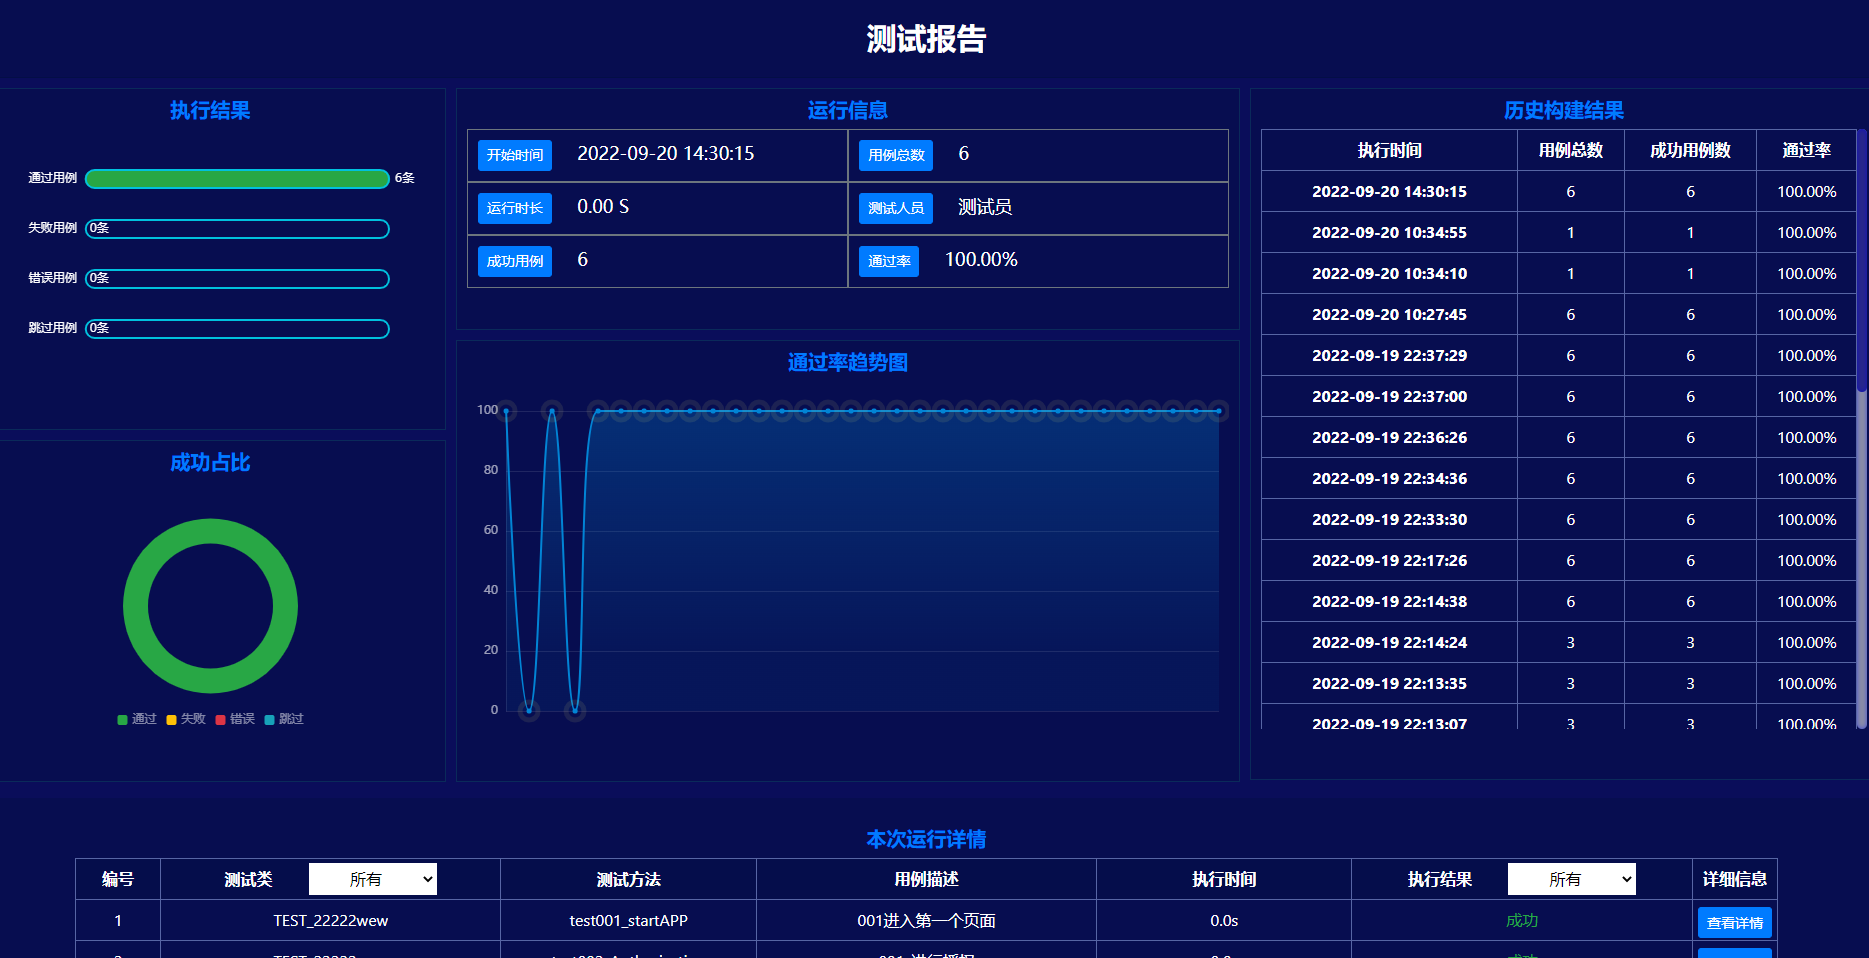 测试报告
执行结果
通过用例 6条
失败用例 0条
错误用例 0条
跳过用例 0条
成功占比
通过 失败 错误 跳过
运行信息
开始时间 2022-09-20 14:30:15 用例总数 6
运行时长 0.00 S 测试人员 测试员
成功用例 6 通过率 100.00%
通过率趋势图
100
80
60
40
20
0
历史构建结果
执行时间 用例总数 成功用例数 通过率
2022-09-20 14:30:15 6 6 100.00%
2022-09-20 10:34:55 1 1 100.00%
2022-09-20 10:34:10 1 1 100.00%
2022-09-20 10:27:45 6 6 100.00%
2022-09-19 22:37:29 6 6 100.00%
2022-09-19 22:37:00 6 6 100.00%
2022-09-19 22:36:26 6 6 100.00%
2022-09-19 22:34:36 6 6 100.00%
2022-09-19 22:33:30 6 6 100.00%
2022-09-19 22:17:26 6 6 100.00%
2022-09-19 22:14:38 6 6 100.00%
2022-09-19 22:14:24 3 3 100.00%
2022-09-19 22:13:35 3 3 100.00%
2022-09-19 22:13:07 3 3 100.00%
本次运行详情
编号 测试类 所有 测试方法 用例描述 执行时间 执行结果 所有 详细信息
1 TEST_22222wew test001_startAPP 001进入第一个页面 0.0s 成功 查看详情